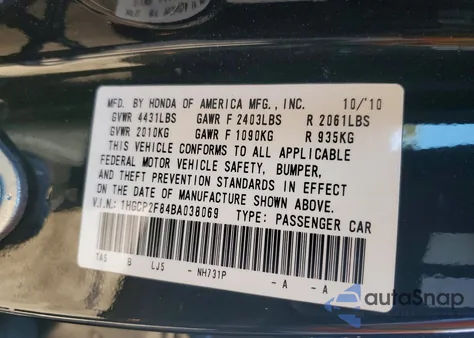 MFD. BY HONDA OF AMERICA MFG., INC. 10/'10
GVWR 4431LBS GAWR F 2403LBS R 2061LBS
GVWR 2010KG GAWR F 1090KG R 935KG
THIS VEHICLE CONFORMS TO ALL APPLICABLE
FEDERAL MOTOR VEHICLE SAFETY, BUMPER,
AND THEFT PREVENTION STANDARDS IN EFFECT
ON THE DATE OF MANUFACTURE SHOWN ABOVE.
V.I.N.: 1HGCP2F84BA038069 TYPE: PASSENGER CAR
TA5 B LJ5 - NH731P - A - A
autoSnap